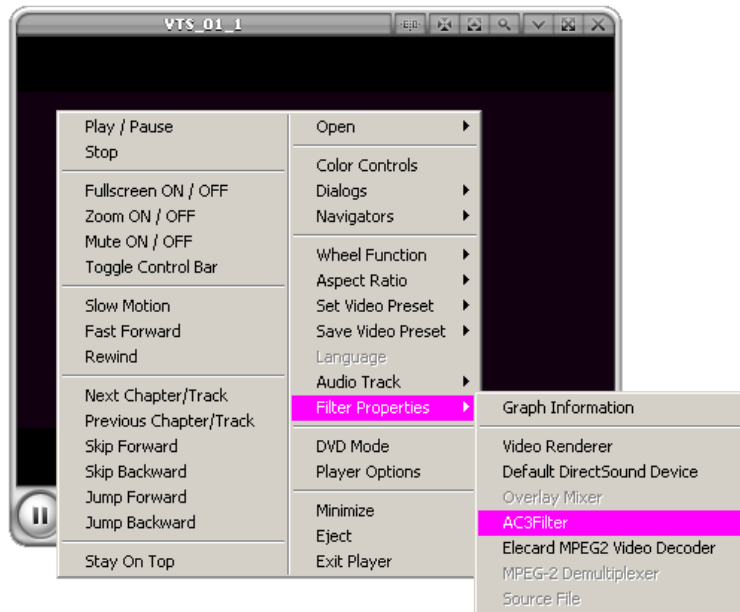 VTS_01_1
Play / Pause
Stop
Fullscreen ON / OFF
Zoom ON / OFF
Mute ON / OFF
Toggle Control Bar
Slow Motion
Fast Forward
Rewind
Next Chapter/Track
Previous Chapter/Track
Skip Forward
Skip Backward
Jump Forward
Jump Backward
Stay On Top
Open
Color Controls
Dialogs
Navigators
Wheel Function
Aspect Ratio
Set Video Preset
Save Video Preset
Language
Audio Track
Filter Properties
DVD Mode
Player Options
Minimize
Eject
Exit Player
Graph Information
Video Renderer
Default DirectSound Device
Overlay Mixer
AC3Filter
Elecard MPEG2 Video Decoder
MPEG-2 Demultiplexer
Source File